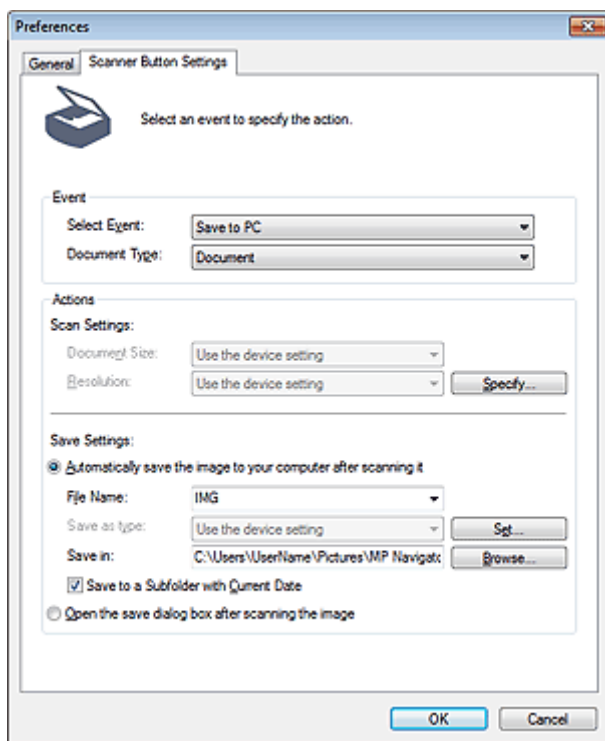 Preferences
General Scanner Button Settings
Select an event to specify the action.
Event
Select Event: Save to PC
Document Type: Document
Actions
Scan Settings:
Document Size: Use the device setting
Resolution: Use the device setting Specify...
Save Settings:
Automatically save the image to your computer after scanning it
File Name: IMG
Save as type: Use the device setting Set...
Save in: C:\Users\UserName\Pictures\MP Navigato Browse...
Save to a Subfolder with Current Date
Open the save dialog box after scanning the image
OK Cancel